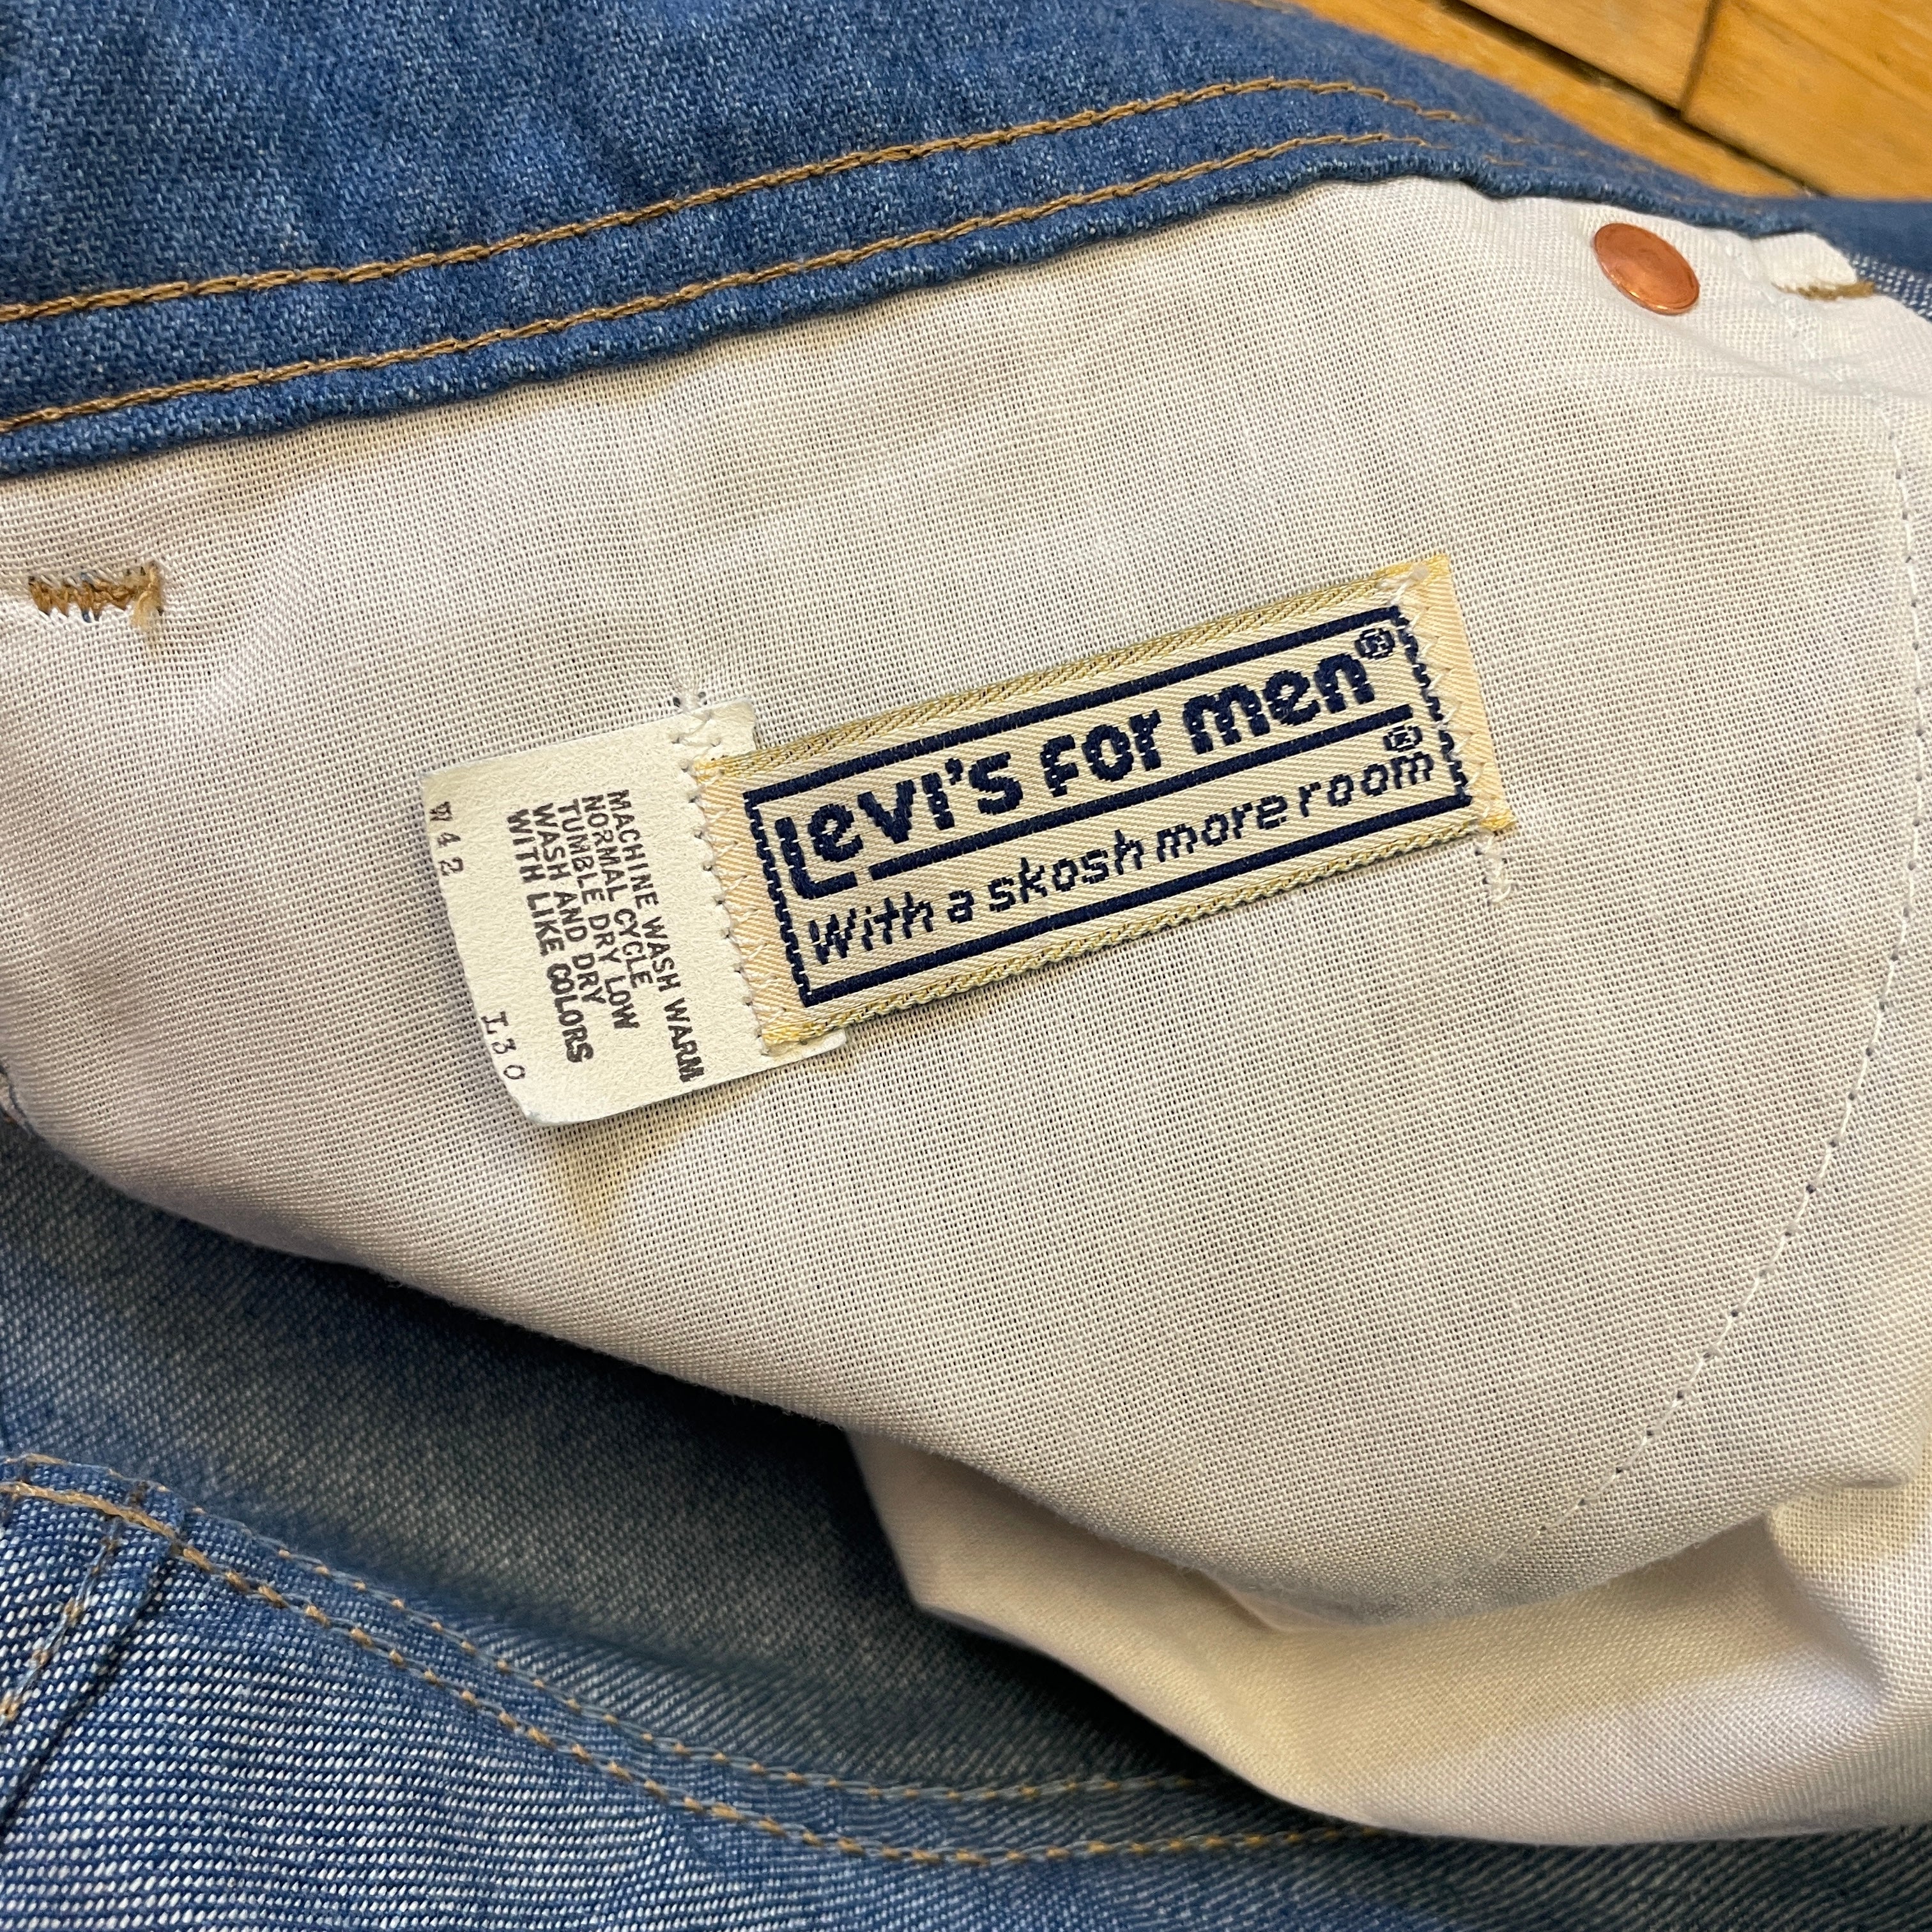 Levi's for men®
With a skosh more room®
MACHINE WASH WARM
NORMAL CYCLE
TUMBLE DRY LOW
WASH AND DRY
WITH LIKE COLORS
W42 L30